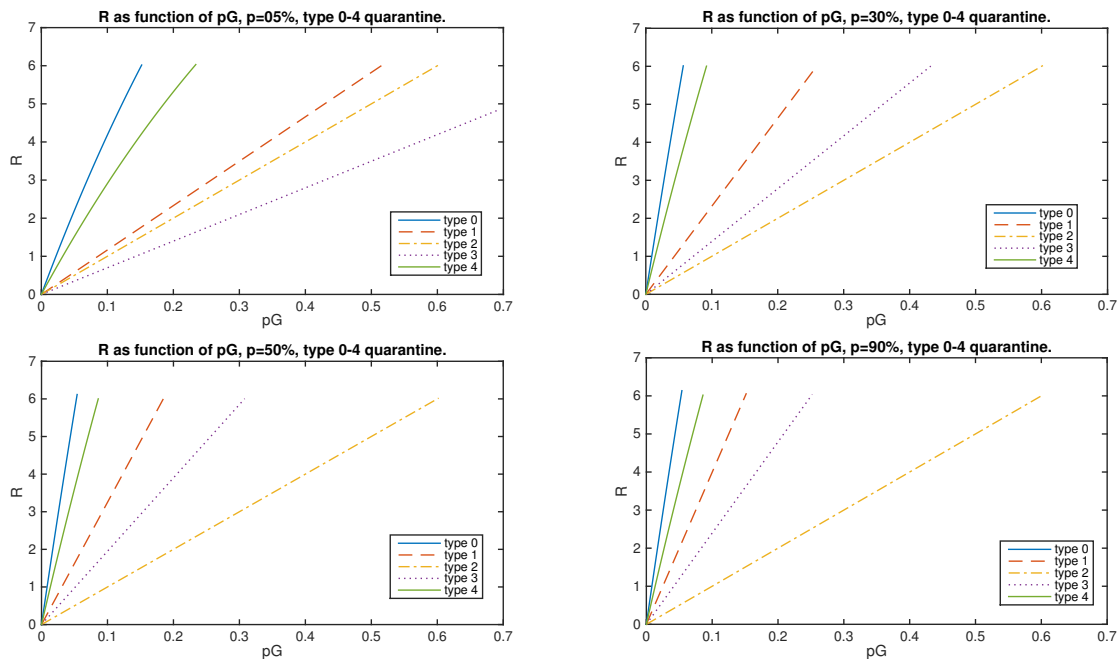 R as function of pG, p=05%, type 0-4 quarantine.
7
6
5
4
3
2
1
0
R
0 0.1 0.2 0.3 0.4 0.5 0.6 0.7
pG
type 0
type 1
type 2
type 3
type 4
R as function of pG, p=30%, type 0-4 quarantine.
7
6
5
4
3
2
1
0
R
0 0.1 0.2 0.3 0.4 0.5 0.6 0.7
pG
type 0
type 1
type 2
type 3
type 4
R as function of pG, p=50%, type 0-4 quarantine.
7
6
5
4
3
2
1
0
R
0 0.1 0.2 0.3 0.4 0.5 0.6 0.7
pG
type 0
type 1
type 2
type 3
type 4
R as function of pG, p=90%, type 0-4 quarantine.
7
6
5
4
3
2
1
0
R
0 0.1 0.2 0.3 0.4 0.5 0.6 0.7
pG
type 0
type 1
type 2
type 3
type 4